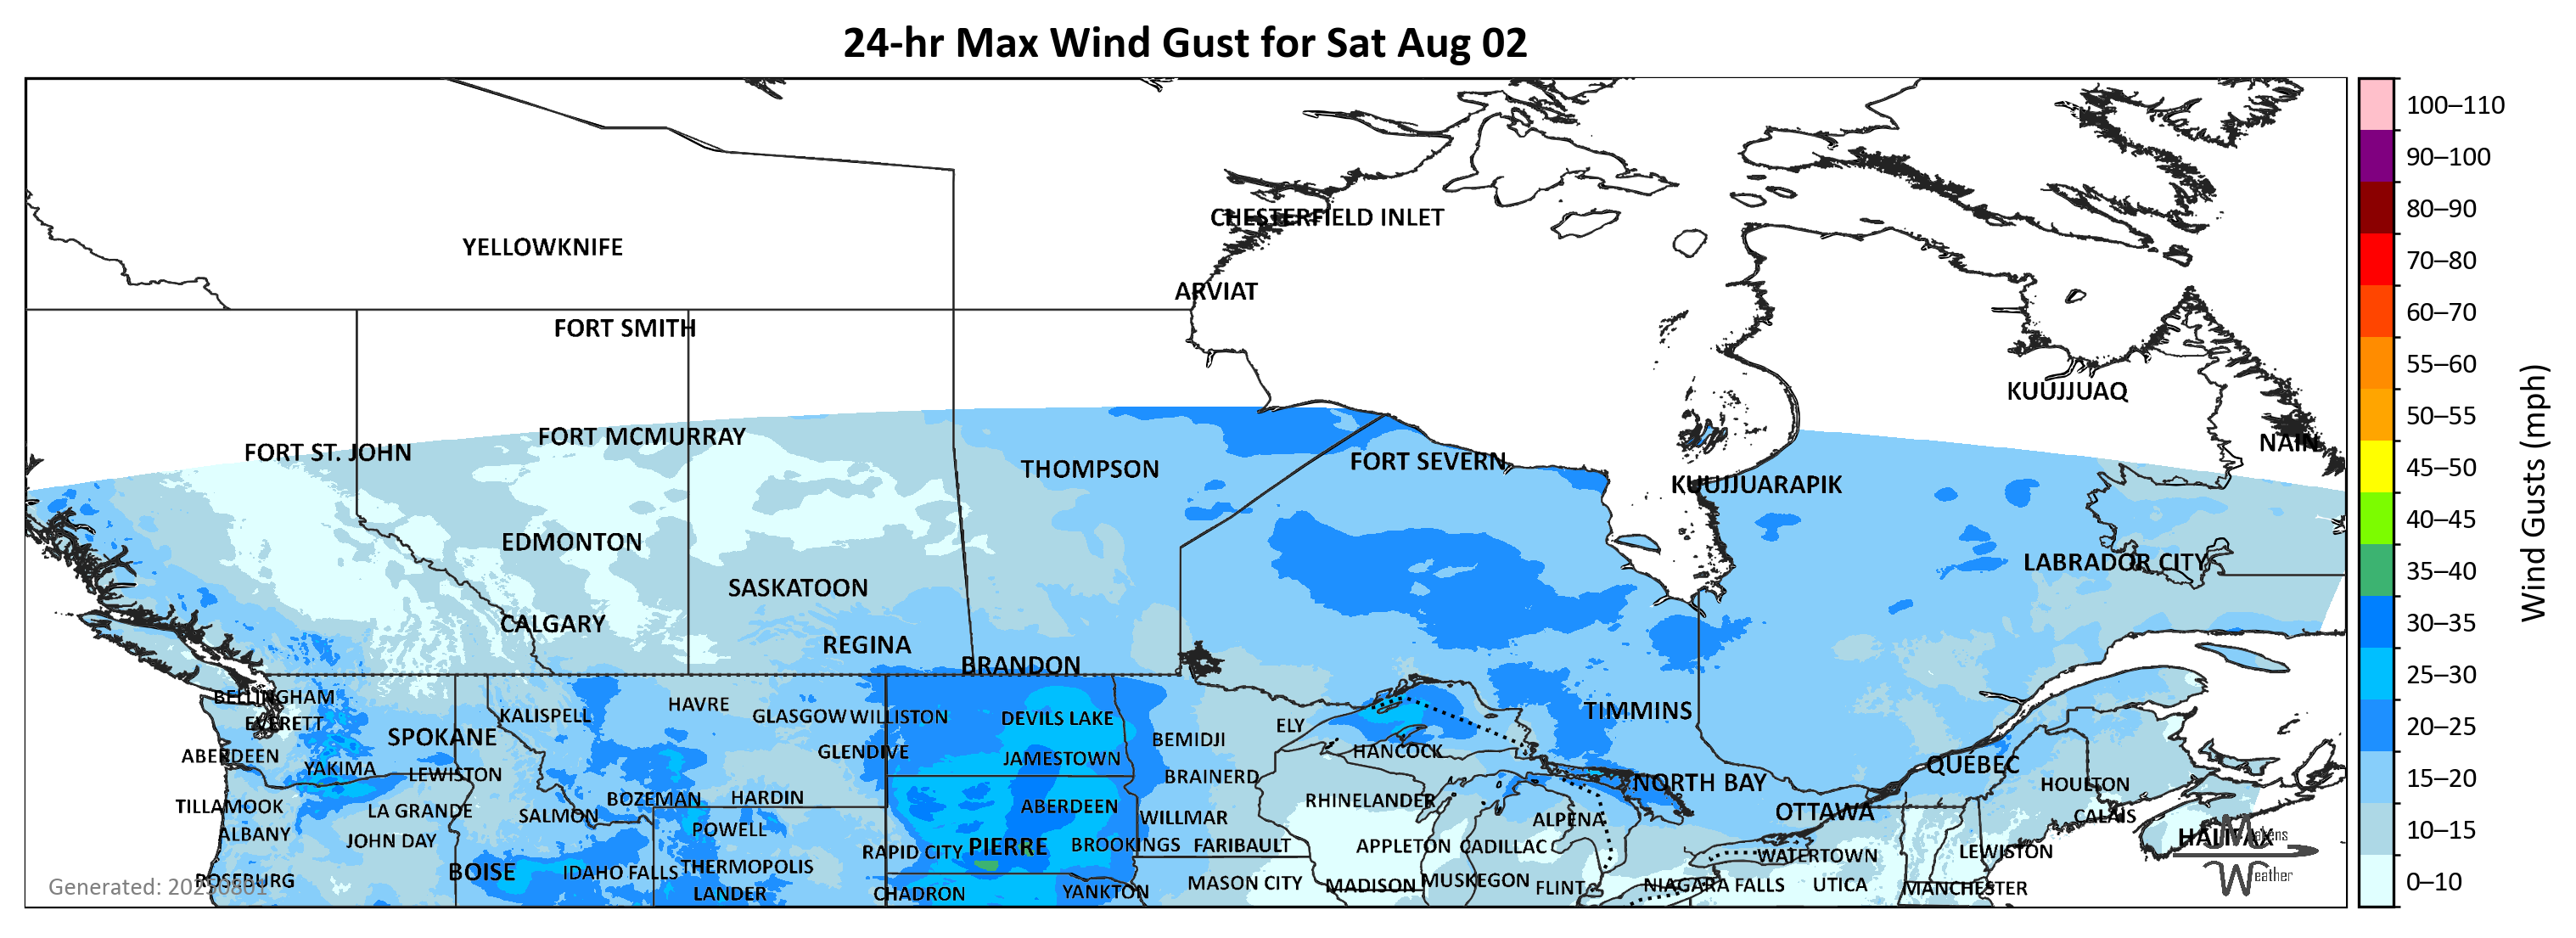 24-hr Max Wind Gust for Sat Aug 02
CHESTERFIELD INLET
YELLOWKNIFE
ARVIAT
FORT SMITH
KUUJJUAQ
FORT MCMURRAY
NAIN
FORT ST. JOHN
FORT SEVERN
THOMPSON
KUUJJUARAPIK
EDMONTON
LABRADOR CITY
SASKATOON
CALGARY
REGINA
BRANDON
BELLINGHAM
HAVRE
KALISPELL
GLASGOW
WILLISTON
DEVILS LAKE
TIMMINS
EVERETT
ELY
SPOKANE
BEMIDJI
GLENDIVE
HANCOCK
ABERDEEN
JAMESTOWN
QUEBEC
YAKIMA
LEWISTON
BRAINERD
NORTH BAY
HOULTON
BOZEMAN
HARDIN
RHINELANDER
TILLAMOOK
LA GRANDE
ABERDEEN
OTTAWA
SALMON
WILLMAR
ALPENA
CALAIS
ALBANY
POWELL
HALIFAX
JOHN DAY
RAPID CITY
PIERRE
BROOKINGS
FARIBAULT
APPLETON
CADILLAC
WATERTOWN
LEWISTON
BOISE
IDAHO FALLS
THERMOPOLIS
ROSEBURG
MASON CITY
MADISON
MUSKEGON
FLINT
NIAGARA FALLS
UTICA
MANCHESTER
LANDER
CHADRON
YANKTON
Generated: 20250801
Weather
100–110
90–100
80–90
70–80
60–70
55–60
50–55
45–50
40–45
35–40
30–35
25–30
20–25
15–20
10–15
0–10
Wind Gusts (mph)